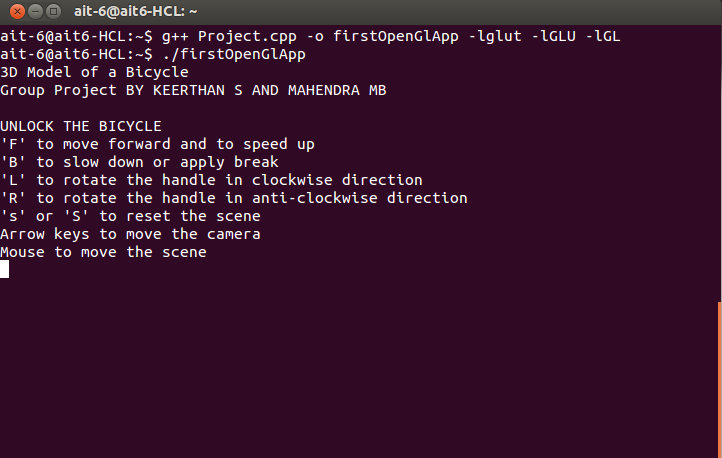 ait-6@ait6-HCL: ~
ait-6@ait6-HCL:~$ g++ Project.cpp -o firstOpenGlApp -lglut -lGLU -lGL
ait-6@ait6-HCL:~$ ./firstOpenGlApp
3D Model of a Bicycle
Group Project BY KEERTHAN S AND MAHENDRA MB
UNLOCK THE BICYCLE
'F' to move forward and to speed up
'B' to slow down or apply break
'L' to rotate the handle in clockwise direction
'R' to rotate the handle in anti-clockwise direction
's' or 'S' to reset the scene
Arrow keys to move the camera
Mouse to move the scene